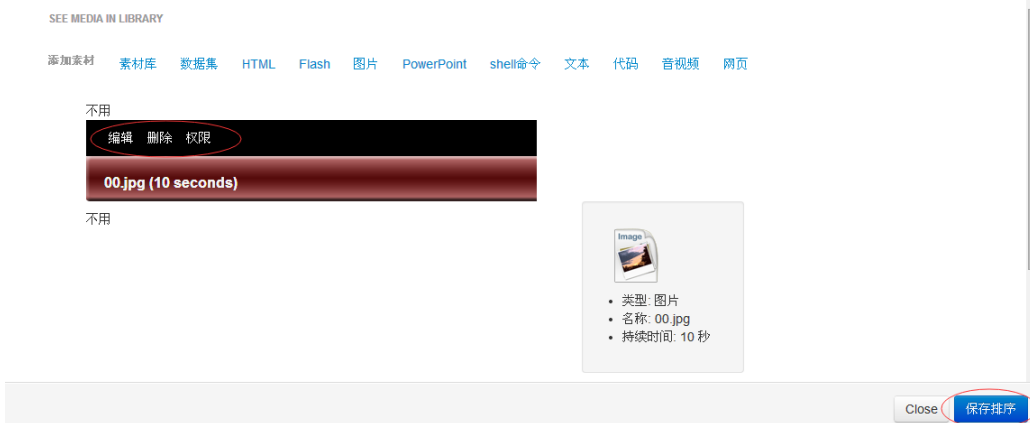 SEE MEDIA IN LIBRARY
添加素材 素材库 数据集 HTML Flash 图片 PowerPoint shell命令 文本 代码 音视频 网页
不用
编辑 删除 权限
00.jpg (10 seconds)
不用
Image
类型: 图片
名称: 00.jpg
持续时间: 10 秒
Close 保存排序